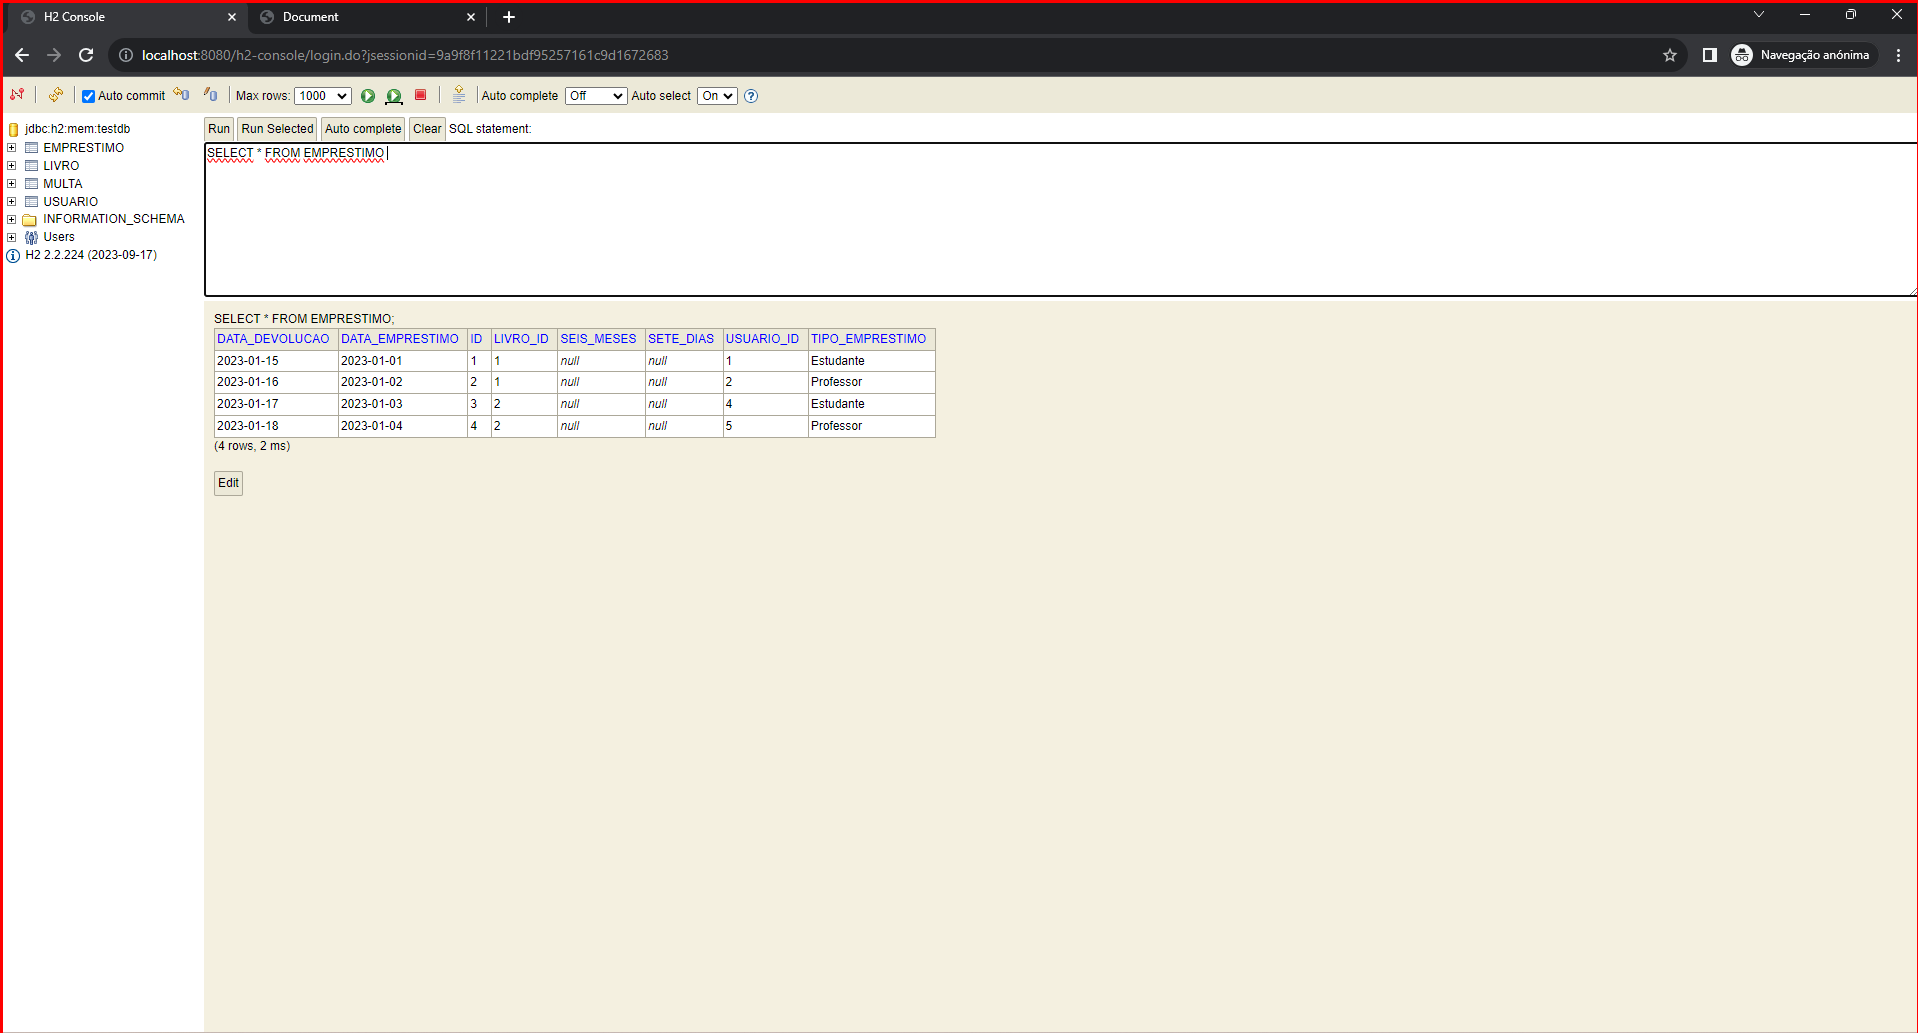 H2 Console
Document
localhost:8080/h2-console/login.do?jsessionid=9a9f8f11221bdf95257161c9d1672683
Navegação anónima
Auto commit
Max rows: 1000
Auto complete Off
Auto select On
jdbc:h2:mem:testdb
EMPRESTIMO
LIVRO
MULTA
USUARIO
INFORMATION_SCHEMA
Users
H2 2.2.224 (2023-09-17)
Run Run Selected Auto complete Clear SQL statement:
SELECT * FROM EMPRESTIMO
SELECT * FROM EMPRESTIMO;
DATA_DEVOLUCAO DATA_EMPRESTIMO ID LIVRO_ID SEIS_MESES SETE_DIAS USUARIO_ID TIPO_EMPRESTIMO
2023-01-15 2023-01-01 1 1 null null 1 Estudante
2023-01-16 2023-01-02 2 1 null null 2 Professor
2023-01-17 2023-01-03 3 2 null null 4 Estudante
2023-01-18 2023-01-04 4 2 null null 5 Professor
(4 rows, 2 ms)
Edit